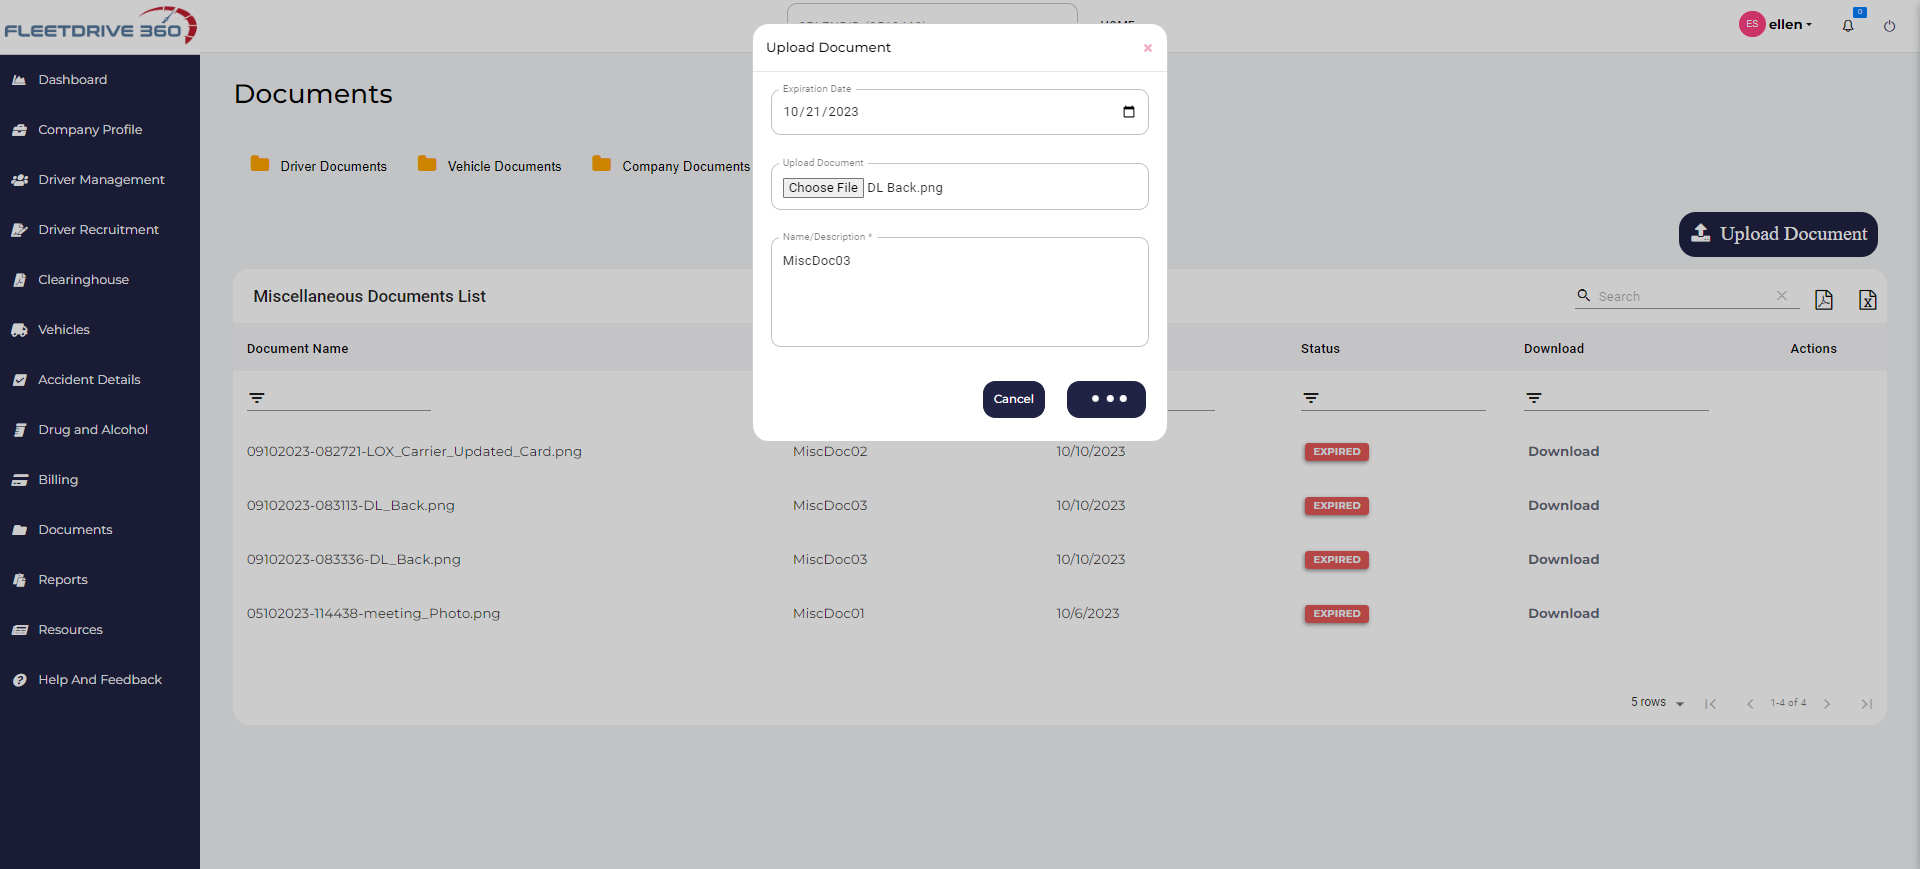 FLEETDRIVE 360
ES ellen
0
Dashboard
Company Profile
Driver Management
Driver Recruitment
Clearinghouse
Vehicles
Accident Details
Drug and Alcohol
Billing
Documents
Reports
Resources
Help And Feedback
Documents
Driver Documents
Vehicle Documents
Company Documents
Upload Document
Miscellaneous Documents List
Search
Document Name
Status
Download
Actions
09102023-082721-LOX_Carrier_Updated_Card.png MiscDoc02 10/10/2023 EXPIRED Download
09102023-083113-DL_Back.png MiscDoc03 10/10/2023 EXPIRED Download
09102023-083336-DL_Back.png MiscDoc03 10/10/2023 EXPIRED Download
05102023-114438-meeting_Photo.png MiscDoc01 10/6/2023 EXPIRED Download
5 rows
1-4 of 4
Upload Document
Expiration Date
10/21/2023
Upload Document
Choose File DL Back.png
Name/Description *
MiscDoc03
Cancel